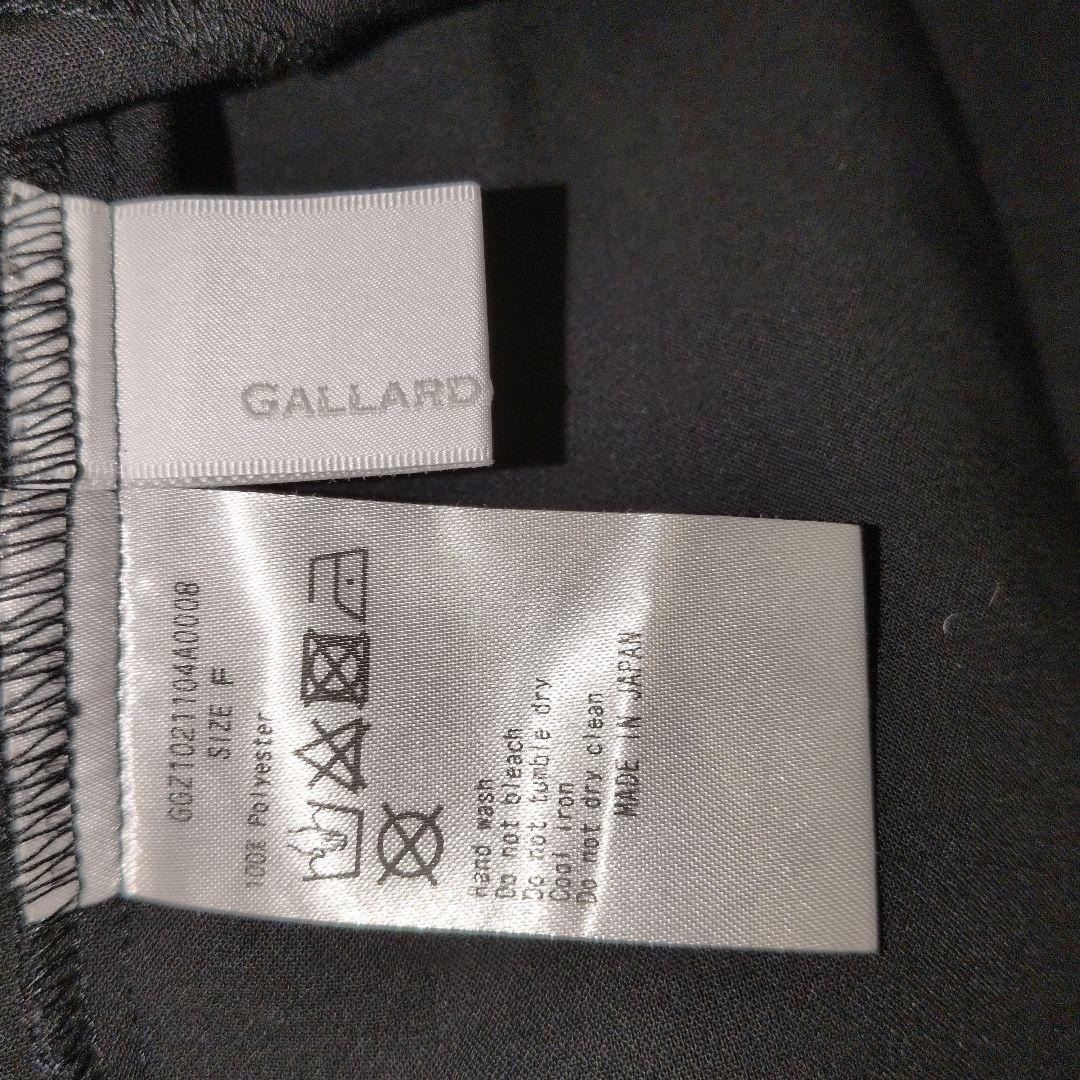 GALLARD
GGZ1021104A0008
SIZE F
100% Polyester
Hand wash
Do not bleach
Do not tumble dry
Cool iron
Do not dry clean
MADE IN JAPAN